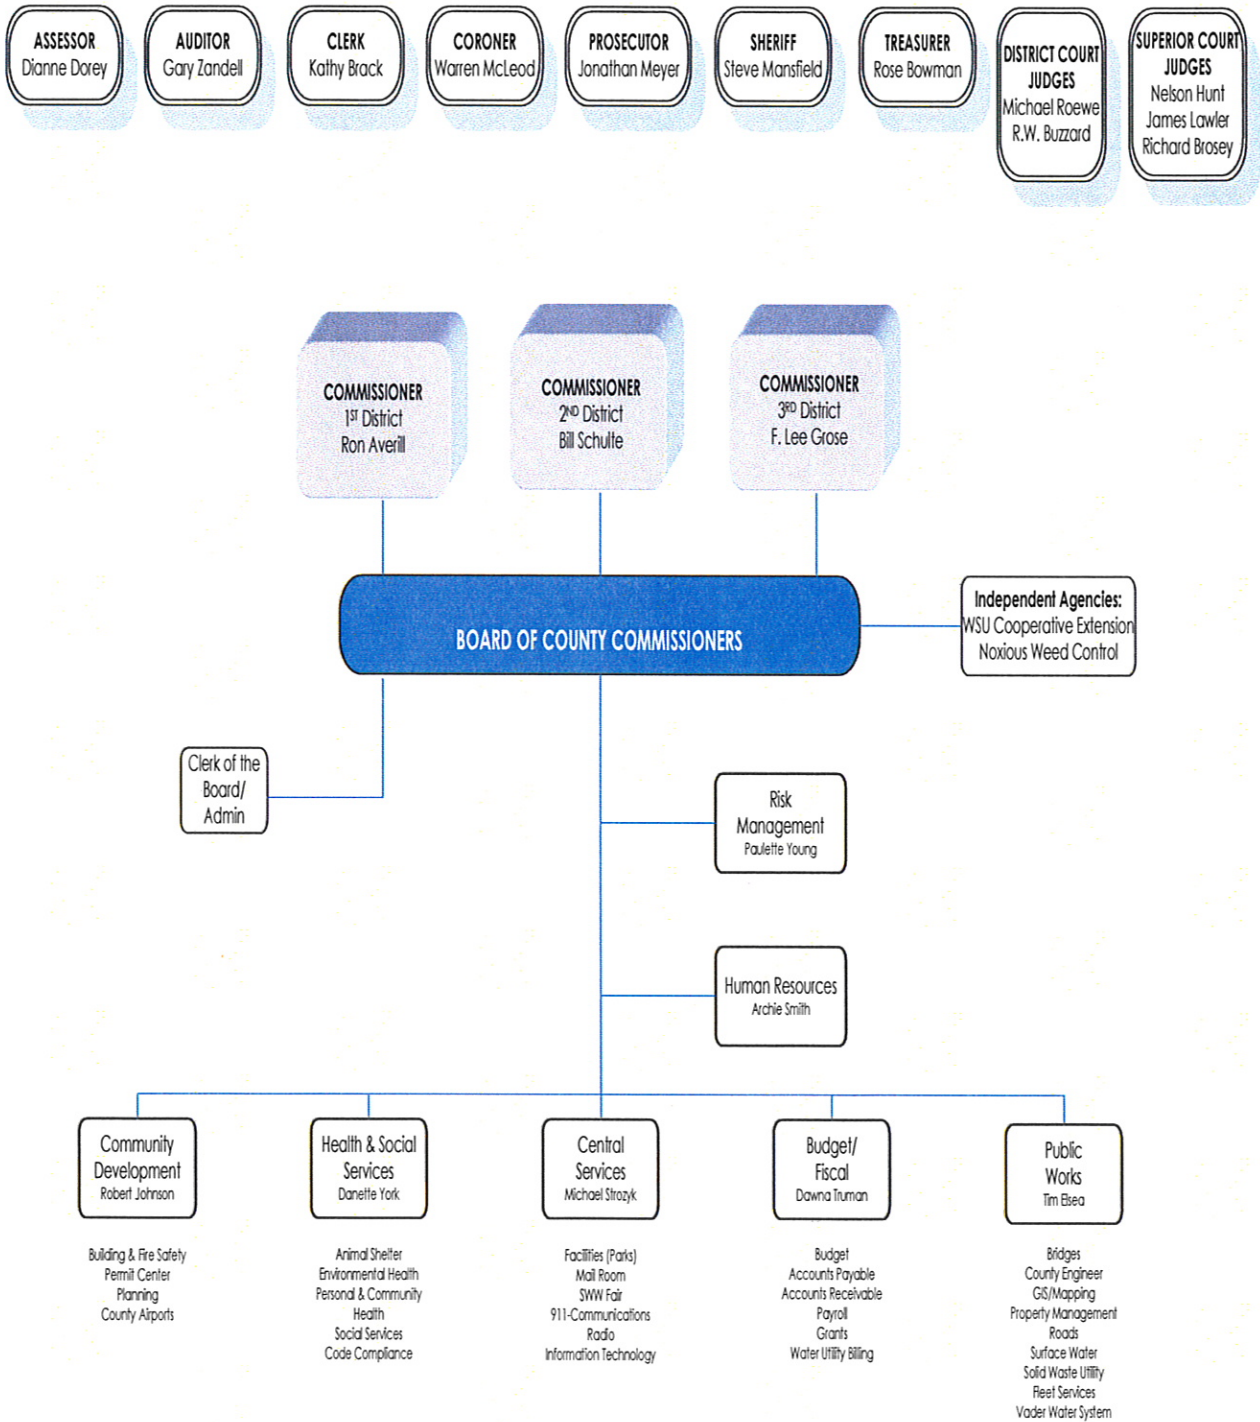 ASSESSOR
Dianne Dorey
AUDITOR
Gary Zandell
CLERK
Kathy Brack
CORONER
Warren McLeod
PROSECUTOR
Jonathan Meyer
SHERIFF
Steve Mansfield
TREASURER
Rose Bowman
DISTRICT COURT
JUDGES
Michael Roewe
R.W. Buzzard
SUPERIOR COURT
JUDGES
Nelson Hunt
James Lawler
Richard Brosey
COMMISSIONER
1ST District
Ron Averill
COMMISSIONER
2ND District
Bill Schulte
COMMISSIONER
3RD District
F. Lee Grose
BOARD OF COUNTY COMMISSIONERS
Independent Agencies:
WSU Cooperative Extension
Noxious Weed Control
Clerk of the
Board/
Admin
Risk
Management
Paulette Young
Human Resources
Archie Smith
Community
Development
Robert Johnson
Building & Fire Safety
Permit Center
Planning
County Airports
Health & Social
Services
Danette York
Animal Shelter
Environmental Health
Personal & Community
Health
Social Services
Code Compliance
Central
Services
Michael Strozyk
Facilities (Parks)
Mail Room
SWW Fair
911-Communications
Radio
Information Technology
Budget/
Fiscal
Dawna Truman
Budget
Accounts Payable
Accounts Receivable
Payroll
Grants
Water Utility Billing
Public
Works
Tim Elsea
Bridges
County Engineer
GIS/Mapping
Property Management
Roads
Surface Water
Solid Waste Utility
Fleet Services
Vader Water System